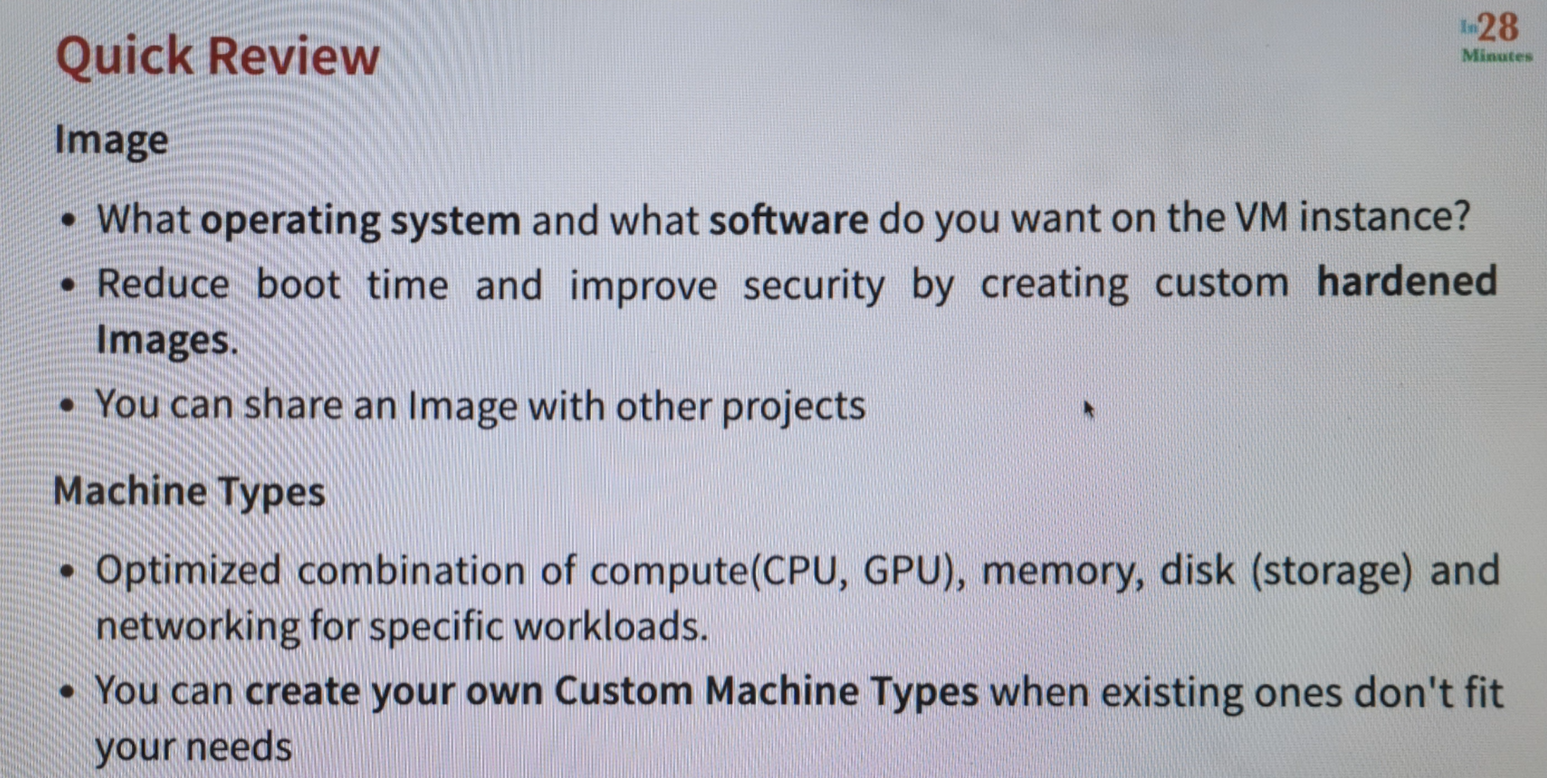 Quick Review
In28
Minutes
Image
• What operating system and what software do you want on the VM instance?
• Reduce boot time and improve security by creating custom hardened
Images.
• You can share an Image with other projects
Machine Types
• Optimized combination of compute(CPU, GPU), memory, disk (storage) and
networking for specific workloads.
• You can create your own Custom Machine Types when existing ones don't fit
your needs